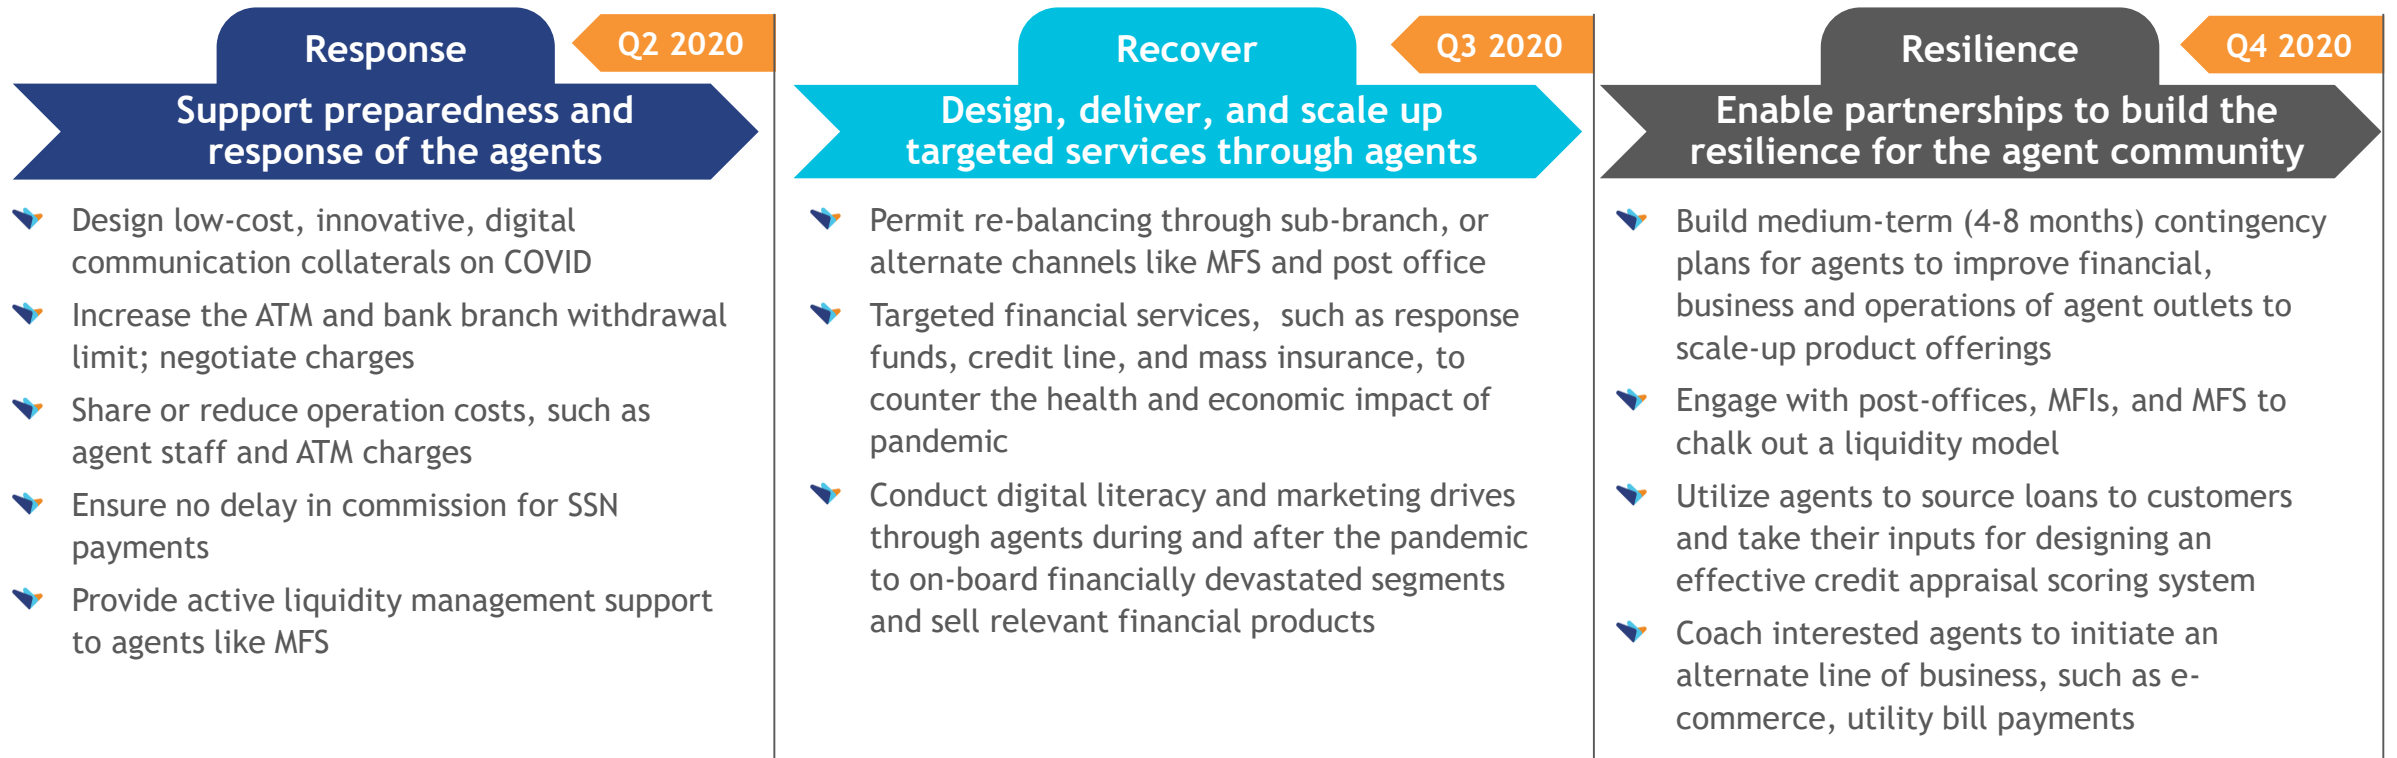 Response
Q2 2020
Support preparedness and
response of the agents
Design low-cost, innovative, digital
communication collaterals on COVID
Increase the ATM and bank branch withdrawal
limit; negotiate charges
Share or reduce operation costs, such as
agent staff and ATM charges
Ensure no delay in commission for SSN
payments
Provide active liquidity management support
to agents like MFS
Recover
Q3 2020
Design, deliver, and scale up
targeted services through agents
Permit re-balancing through sub-branch, or
alternate channels like MFS and post office
Targeted financial services,  such as response
funds, credit line, and mass insurance, to
counter the health and economic impact of
pandemic
Conduct digital literacy and marketing drives
through agents during and after the pandemic
to on-board financially devastated segments
and sell relevant financial products
Resilience
Q4 2020
Enable partnerships to build the
resilience for the agent community
Build medium-term (4-8 months) contingency
plans for agents to improve financial,
business and operations of agent outlets to
scale-up product offerings
Engage with post-offices, MFIs, and MFS to
chalk out a liquidity model
Utilize agents to source loans to customers
and take their inputs for designing an
effective credit appraisal scoring system
Coach interested agents to initiate an
alternate line of business, such as e-
commerce, utility bill payments